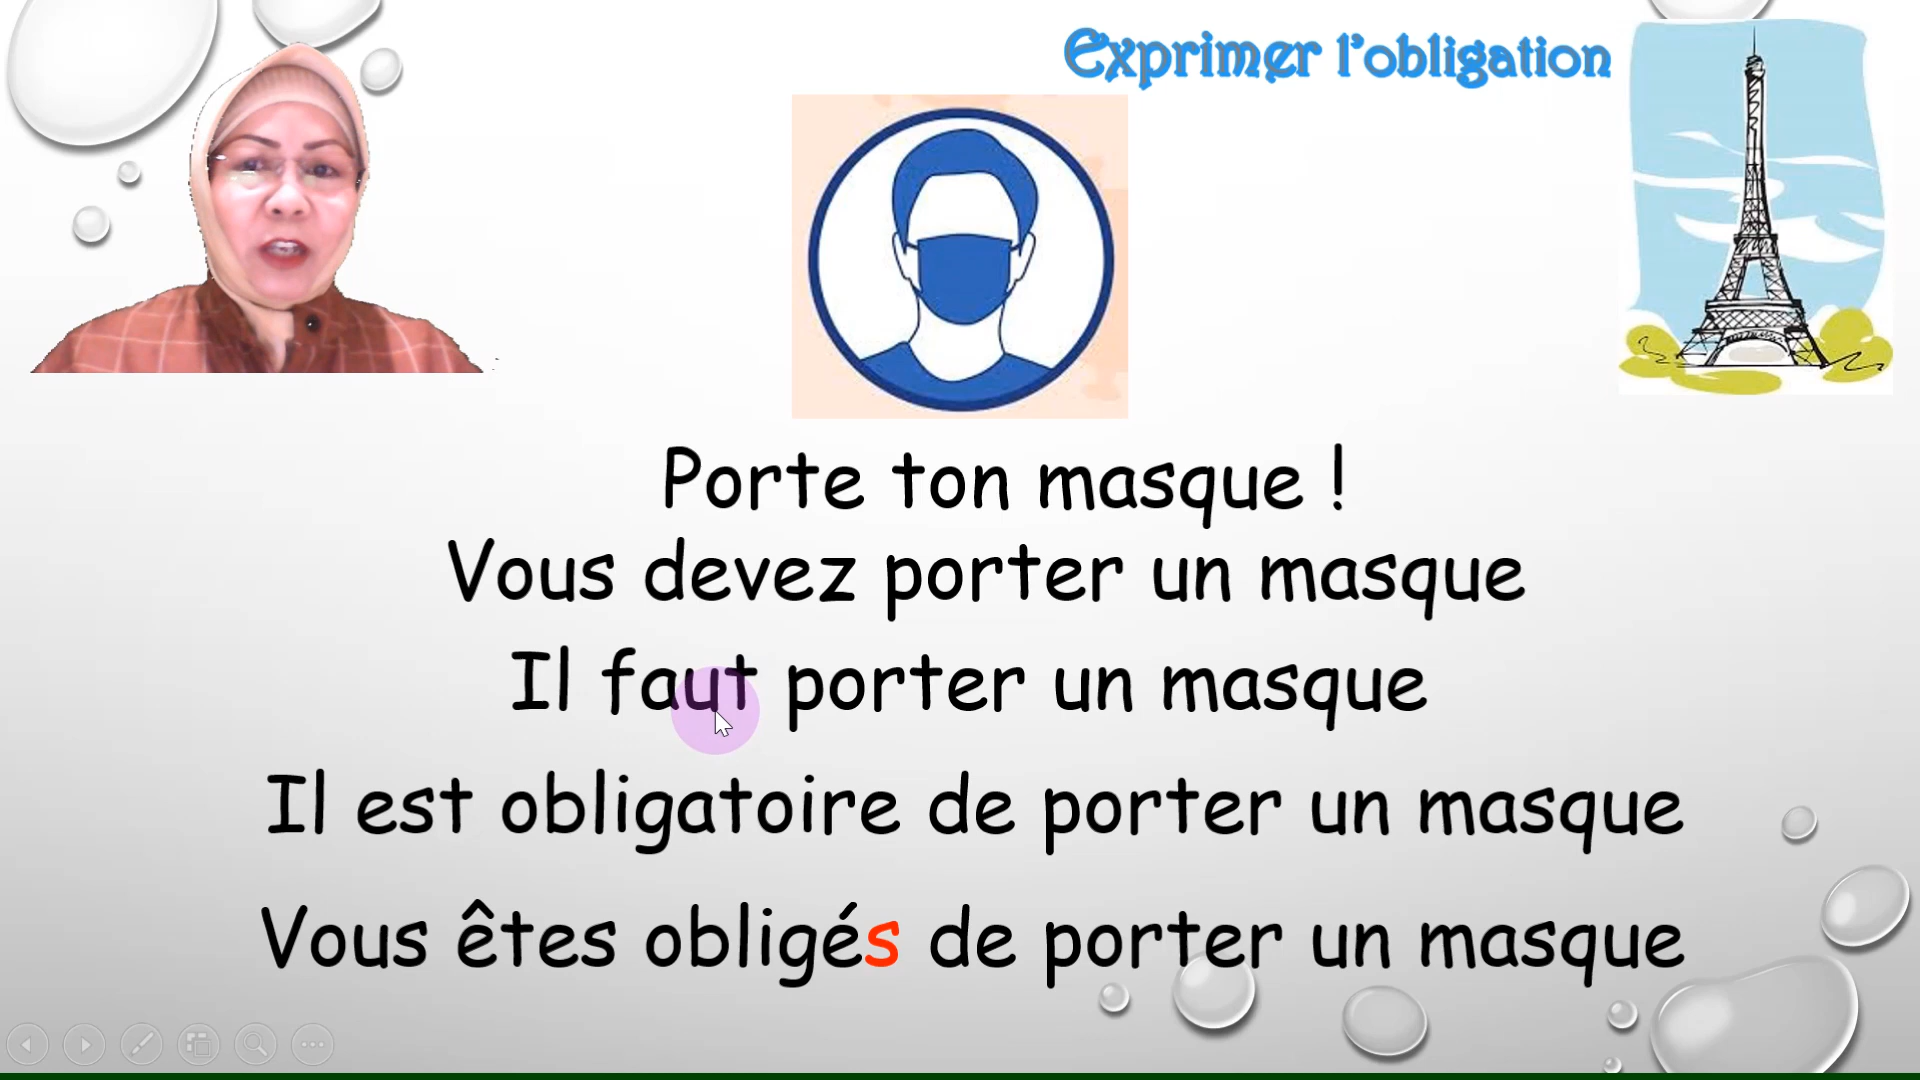 Exprimer l'obligation
Porte ton masque !
Vous devez porter un masque
Il faut porter un masque
Il est obligatoire de porter un masque
Vous êtes obligés de porter un masque